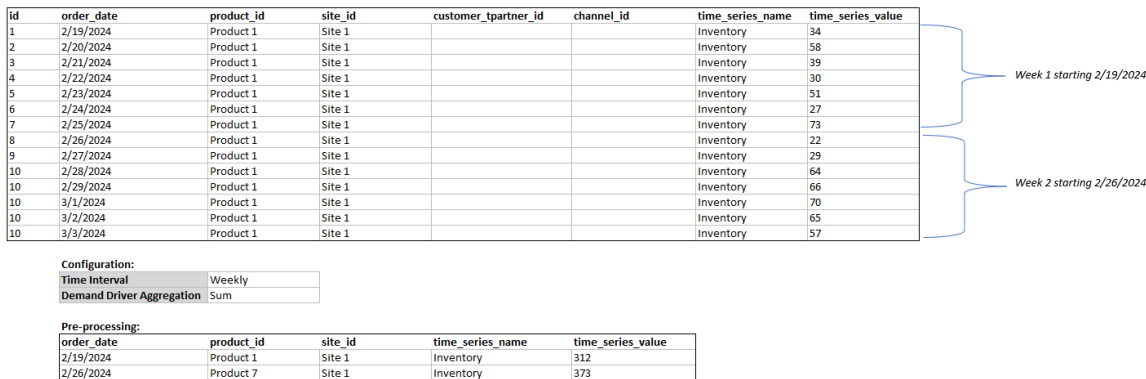 id order_date product_id site_id customer_tpartner_id channel_id time_series_name time_series_value
1 2/19/2024 Product 1 Site 1 Inventory 34
2 2/20/2024 Product 1 Site 1 Inventory 58
3 2/21/2024 Product 1 Site 1 Inventory 39
4 2/22/2024 Product 1 Site 1 Inventory 30
Week 1 starting 2/19/2024
5 2/23/2024 Product 1 Site 1 Inventory 51
6 2/24/2024 Product 1 Site 1 Inventory 27
7 2/25/2024 Product 1 Site 1 Inventory 73
8 2/26/2024 Product 1 Site 1 Inventory 22
9 2/27/2024 Product 1 Site 1 Inventory 29
10 2/28/2024 Product 1 Site 1 Inventory 64
10 2/29/2024 Product 1 Site 1 Inventory 66
Week 2 starting 2/26/2024
10 3/1/2024 Product 1 Site 1 Inventory 70
10 3/2/2024 Product 1 Site 1 Inventory 65
10 3/3/2024 Product 1 Site 1 Inventory 57
Configuration:
Time Interval Weekly
Demand Driver Aggregation Sum
Pre-processing:
order_date product_id site_id time_series_name time_series_value
2/19/2024 Product 1 Site 1 Inventory 312
2/26/2024 Product 7 Site 1 Inventory 373